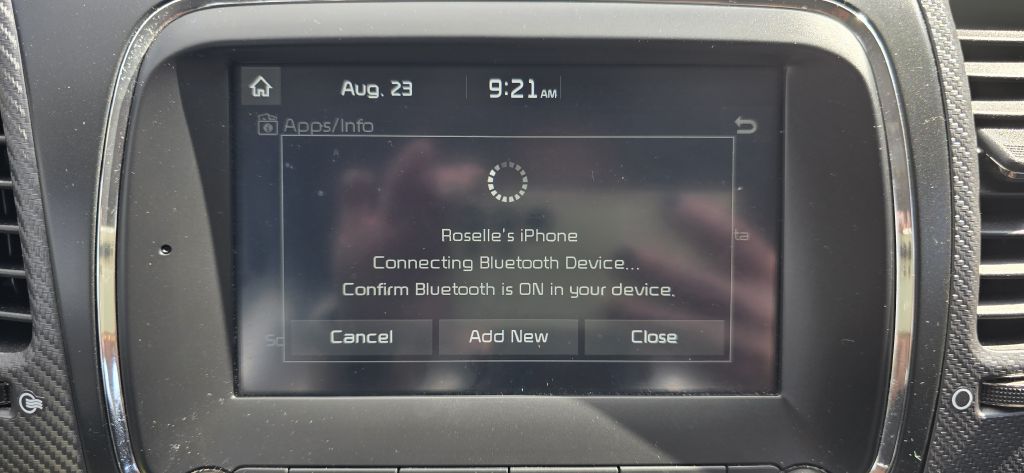 Aug. 23
9:21 AM
Apps/Info
A
Roselle's iPhone
ta
Connecting Bluetooth Device...
Confirm Bluetooth is ON in your device.
Cancel
Add New
Close